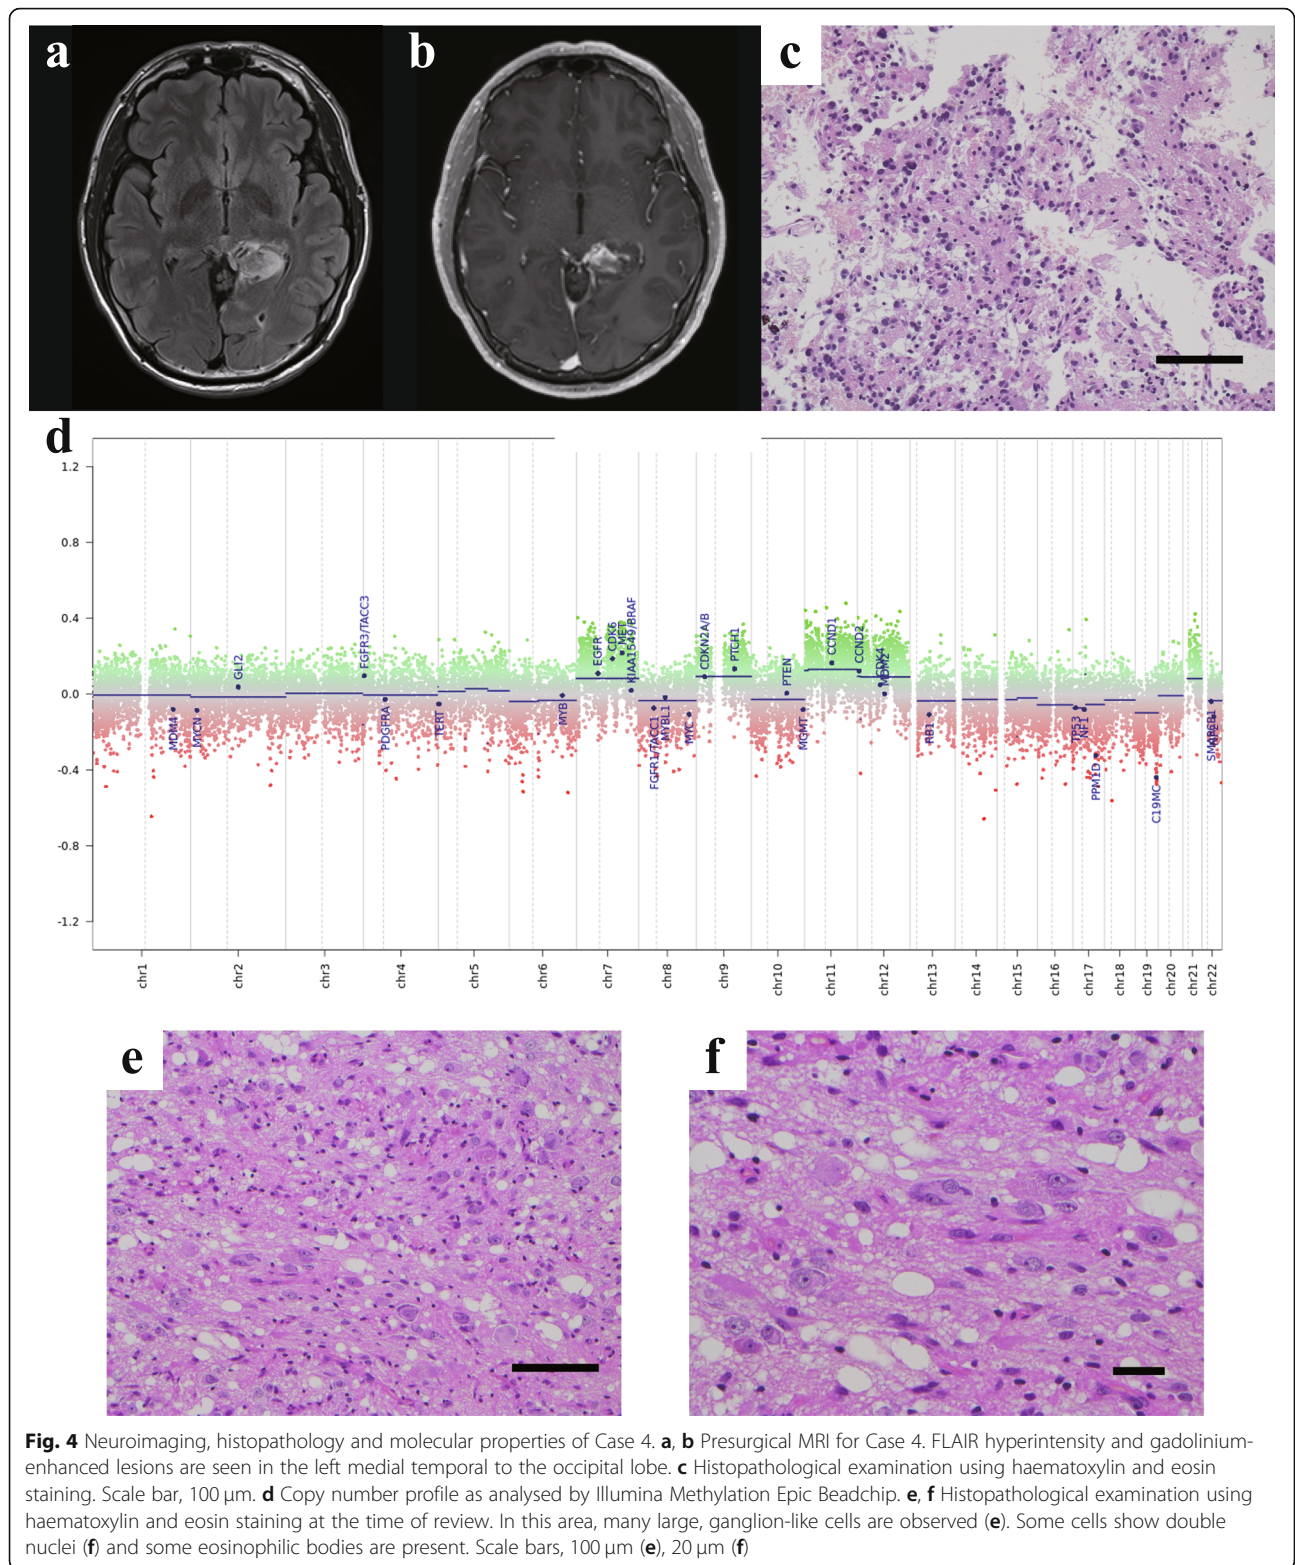 a
b
c
d
1.2
0.8
0.4
0.0
-0.4
-0.8
-1.2
MDM4
MYCN
GLI2
FGFR3/TACC3
PDGFRA
TERT
MYB
EGFR
CDK6
MET
KIAA1549/BRAF
FGFR1/TACC1
MYBL1
MYC
CDKN2A/B
PTCH1
PTEN
MGMT
CCND1
CCND2
CDK4
MDM2
RB1
TP53
NF1
PPM1D
C19MC
SMARCB1
chr1
chr2
chr3
chr4
chr5
chr6
chr7
chr8
chr9
chr10
chr11
chr12
chr13
chr14
chr15
chr16
chr17
chr18
chr19
chr20
chr21
chr22
e
f
Fig. 4 Neuroimaging, histopathology and molecular properties of Case 4. a, b Presurgical MRI for Case 4. FLAIR hyperintensity and gadolinium-
enhanced lesions are seen in the left medial temporal to the occipital lobe. c Histopathological examination using haematoxylin and eosin
staining. Scale bar, 100 μm. d Copy number profile as analysed by Illumina Methylation Epic Beadchip. e, f Histopathological examination using
haematoxylin and eosin staining at the time of review. In this area, many large, ganglion-like cells are observed (e). Some cells show double
nuclei (f) and some eosinophilic bodies are present. Scale bars, 100 μm (e), 20 μm (f)